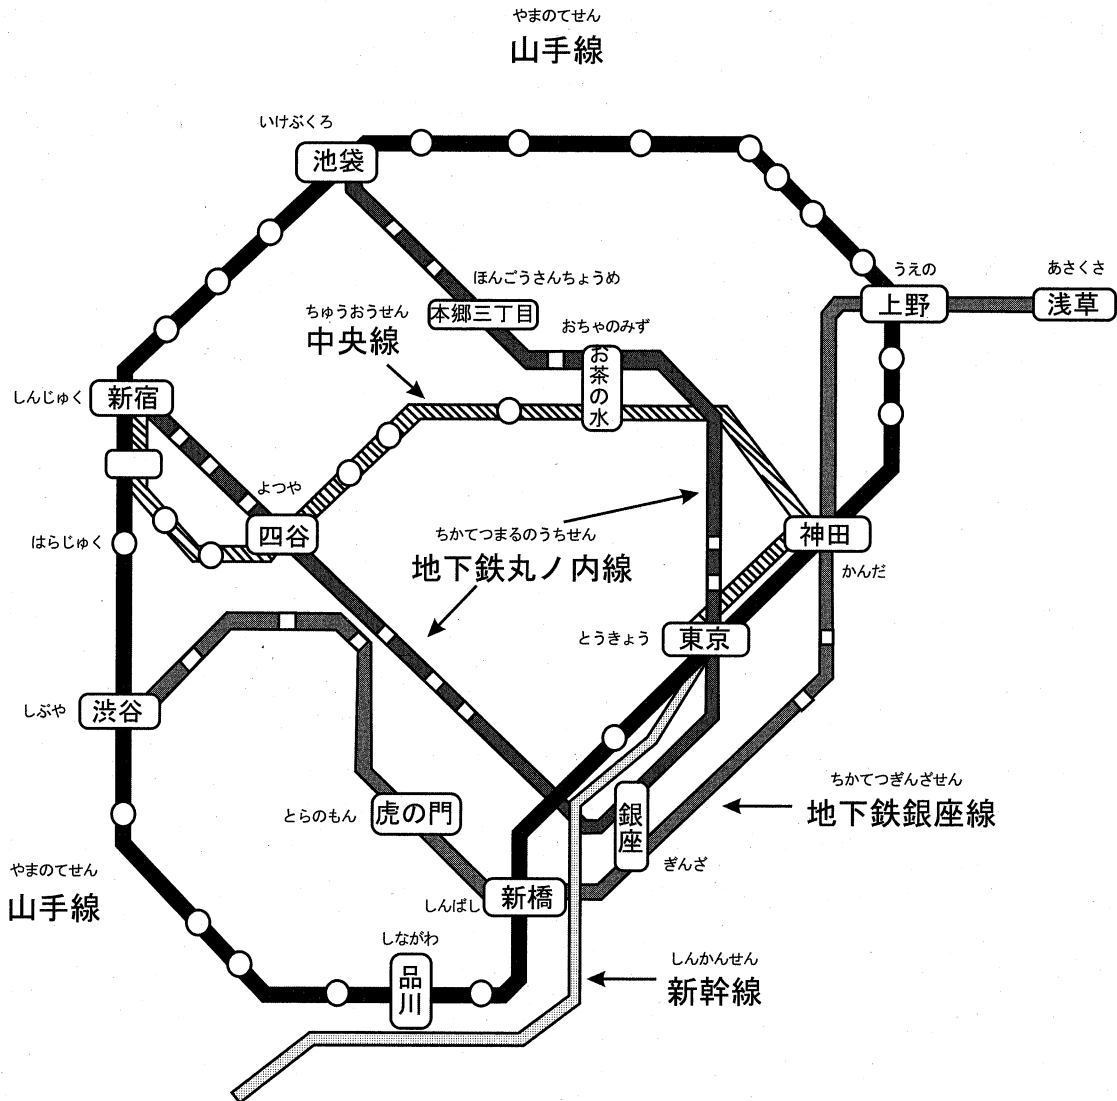 やまのてせん
山手線
いけぶくろ
池袋
うえの
上野
あさくさ
浅草
ほんごうさんちょうめ
本郷三丁目
ちゅうおうせん
中央線
おちゃのみず
お茶の水
しんじゅく
新宿
よつや
四谷
ちかてつまるのうちせん
地下鉄丸ノ内線
はらじゅく
神田
かんだ
とうきょう
東京
しぶや
渋谷
とらのもん
虎の門
銀座
ぎんざ
ちかてつぎんざせん
地下鉄銀座線
やまのてせん
山手線
しんばし
新橋
しながわ
品川
しんかんせん
新幹線